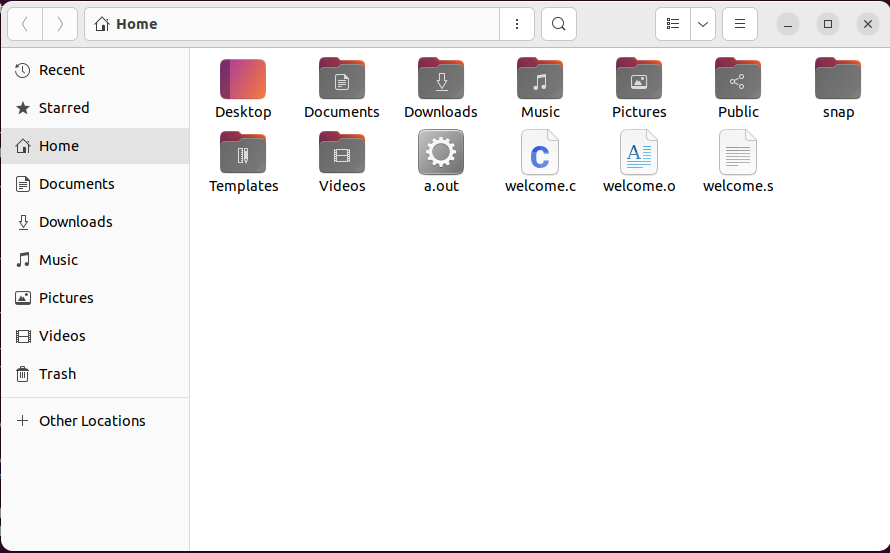 Home
Recent
Starred
Home
Documents
Downloads
Music
Pictures
Videos
Trash
Other Locations
Desktop Documents Downloads Music Pictures Public snap
Templates Videos a.out welcome.c welcome.o welcome.s